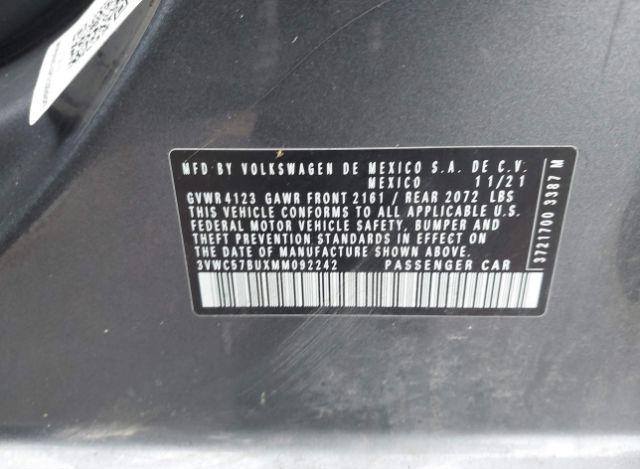 MFD BY VOLKSWAGEN DE MEXICO S.A. DE C.V.
MEXICO 11/21
GVWR 4123 GAWR FRONT 2161 / REAR 2072 LBS
THIS VEHICLE CONFORMS TO ALL APPLICABLE U.S.
FEDERAL MOTOR VEHICLE SAFETY, BUMPER AND
THEFT PREVENTION STANDARDS IN EFFECT ON THE
DATE OF MANUFACTURE SHOWN ABOVE.
3VWC57BUXMM092242 PASSENGER CAR
3721700 3387 M